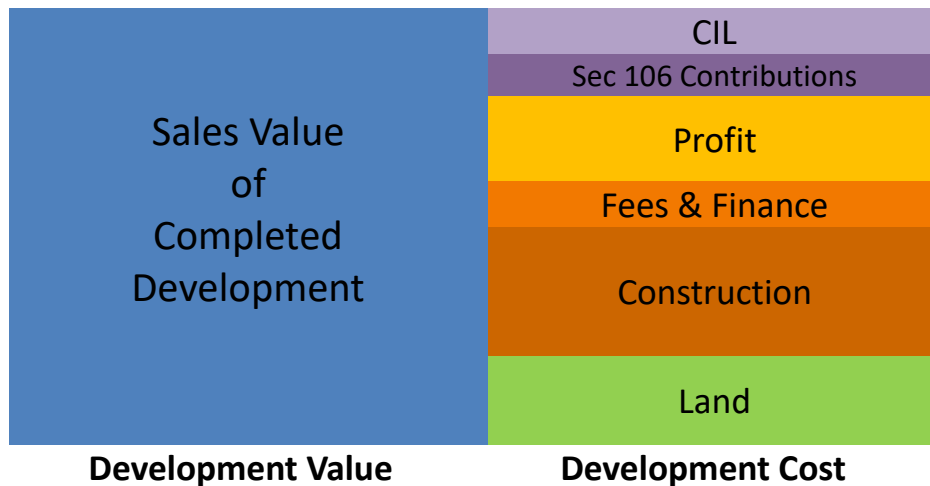 Sales Value
of
Completed
Development
CIL
Sec 106 Contributions
Profit
Fees & Finance
Construction
Land
Development Value
Development Cost